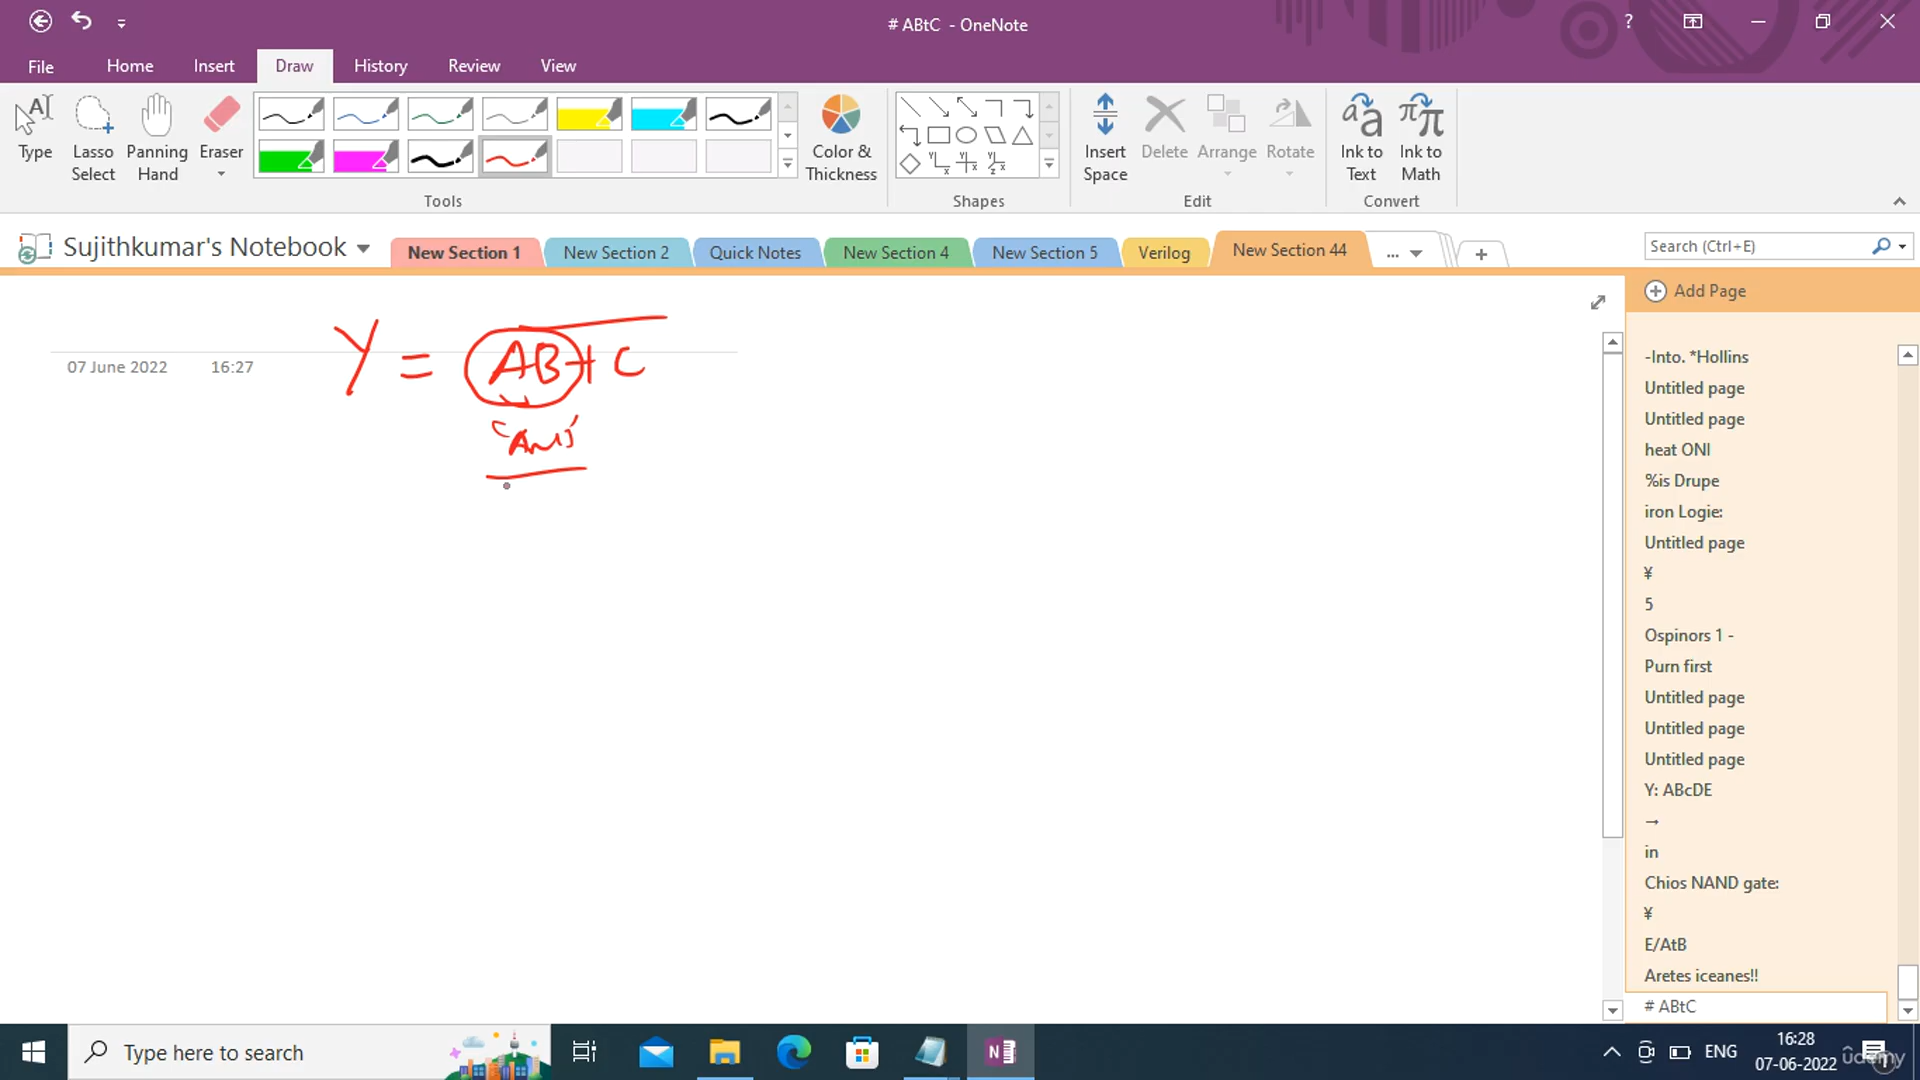 # ABtC - OneNote
?
File Home Insert Draw History Review View
Type
Lasso Select
Panning Hand
Eraser
Color & Thickness
Insert Space
Delete
Arrange
Rotate
Ink to Text
Ink to Math
Tools Shapes Edit Convert
Sujithkumar's Notebook New Section 1 New Section 2 Quick Notes New Section 4 New Section 5 Verilog New Section 44 ... Search (Ctrl+E)
Add Page
07 June 2022 16:27
Y = AB + C
-Into. *Hollins
Untitled page
Untitled page
heat ONI
%is Drupe
iron Logie:
Untitled page
¥
5
Ospinors 1 -
Purn first
Untitled page
Untitled page
Untitled page
Y: ABcDE
→
in
Chios NAND gate:
¥
E/AtB
Aretes iceanes!!
# ABtC
Type here to search
ENG
16:28
07-06-2022
udemy